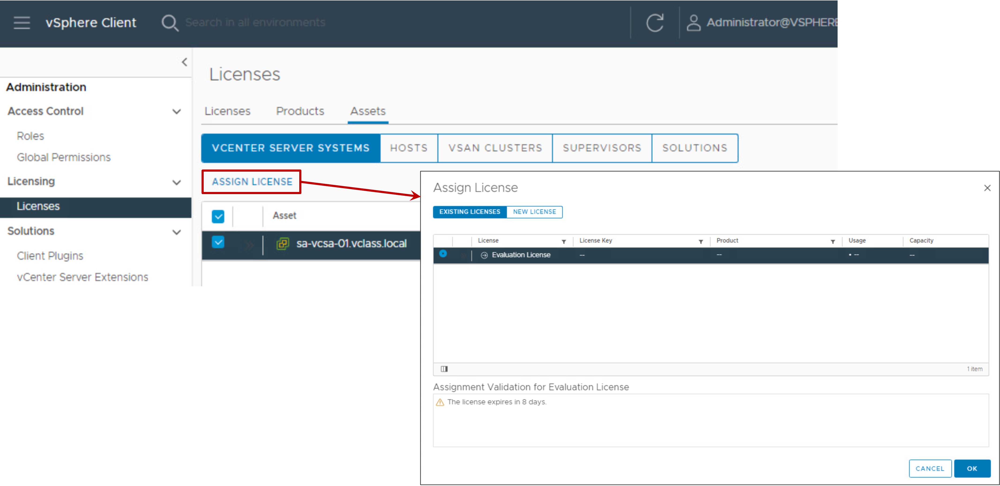 vSphere Client
Search in all environments
Administrator@VSPHERE
Administration
Access Control
Roles
Global Permissions
Licensing
Licenses
Solutions
Client Plugins
vCenter Server Extensions
Licenses
Licenses Products Assets
VCENTER SERVER SYSTEMS HOSTS VSAN CLUSTERS SUPERVISORS SOLUTIONS
ASSIGN LICENSE
Asset
sa-vcsa-01.vclass.local
Assign License
EXISTING LICENSES NEW LICENSE
License License Key Product Usage Capacity
Evaluation License -- -- • -- --
1 item
Assignment Validation for Evaluation License
The license expires in 8 days.
CANCEL OK